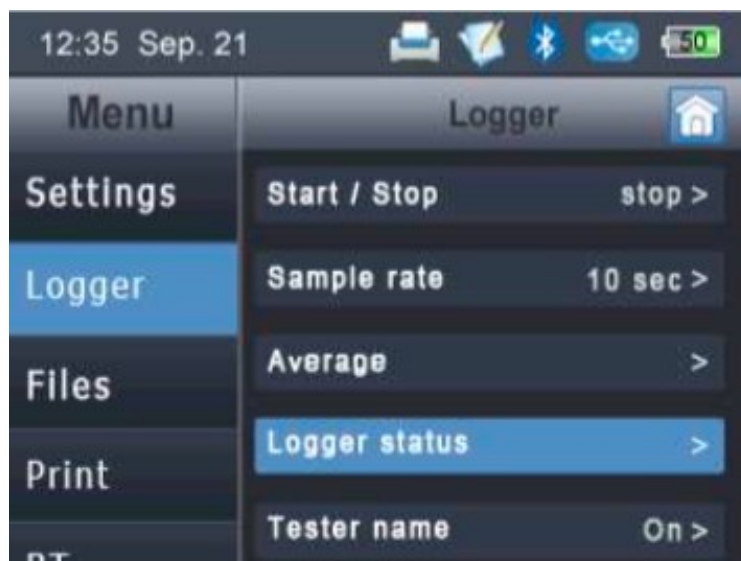 12:35 Sep. 21 50
Menu Logger
Settings
Start / Stop stop >
Logger
Sample rate 10 sec >
Average >
Files
Logger status >
Print
Tester name On >